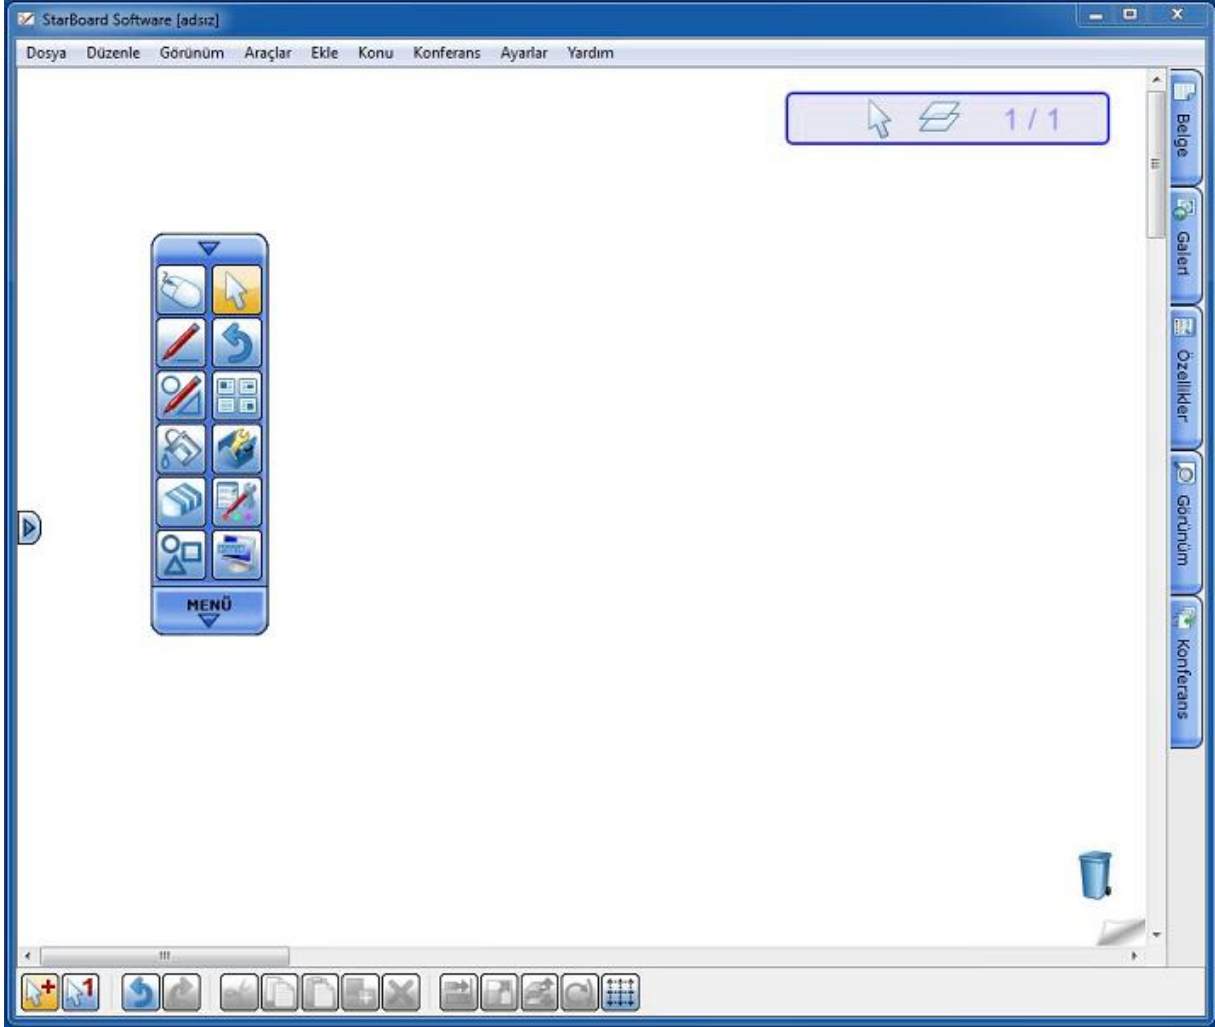 StarBoard Software [adsız]
Dosya Düzenle Görünüm Araçlar Ekle Konu Konferans Ayarlar Yardım
1 / 1
Belge
Galeri
Özellikler
Görünüm
Konferans
MENÜ
1